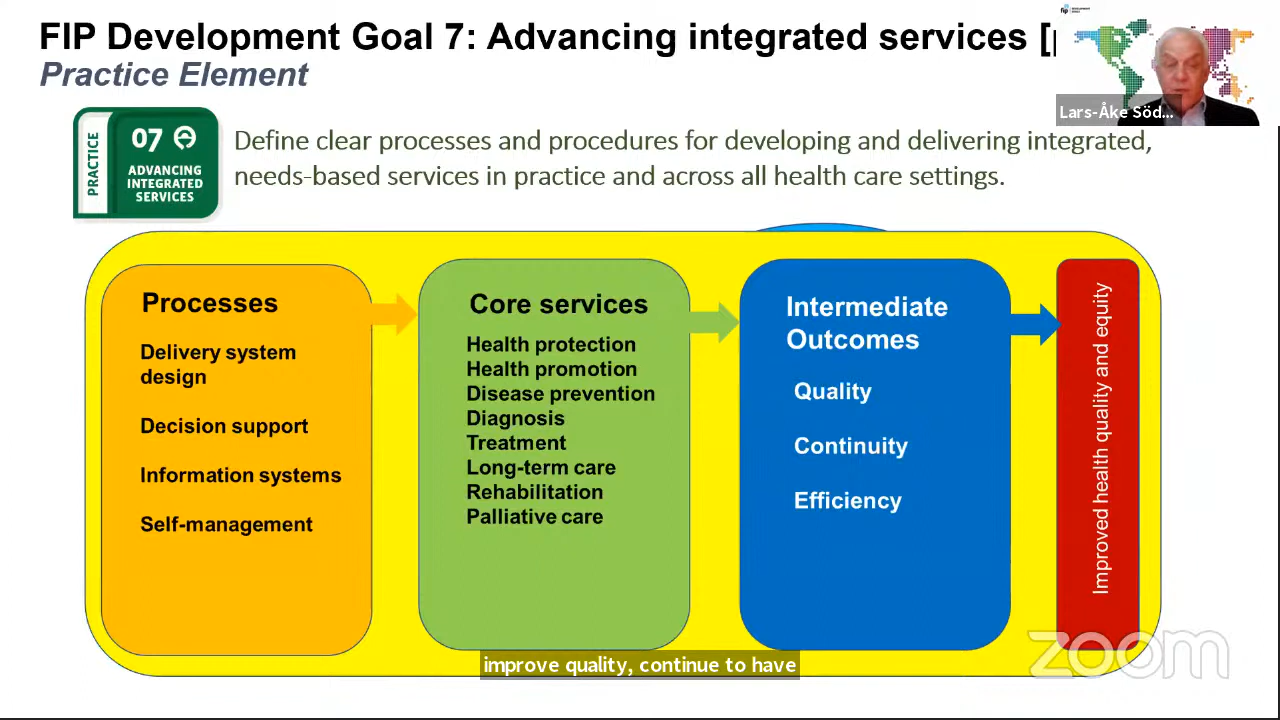 FIP Development Goal 7: Advancing integrated services [p
Practice Element
Lars-Åke Söd...
PRACTICE
07
ADVANCING
INTEGRATED
SERVICES
Define clear processes and procedures for developing and delivering integrated,
needs-based services in practice and across all health care settings.
Processes
Delivery system
design
Decision support
Information systems
Self-management
Core services
Health protection
Health promotion
Disease prevention
Diagnosis
Treatment
Long-term care
Rehabilitation
Palliative care
Intermediate
Outcomes
Quality
Continuity
Efficiency
Improved health quality and equity
improve quality, continue to have
zoom